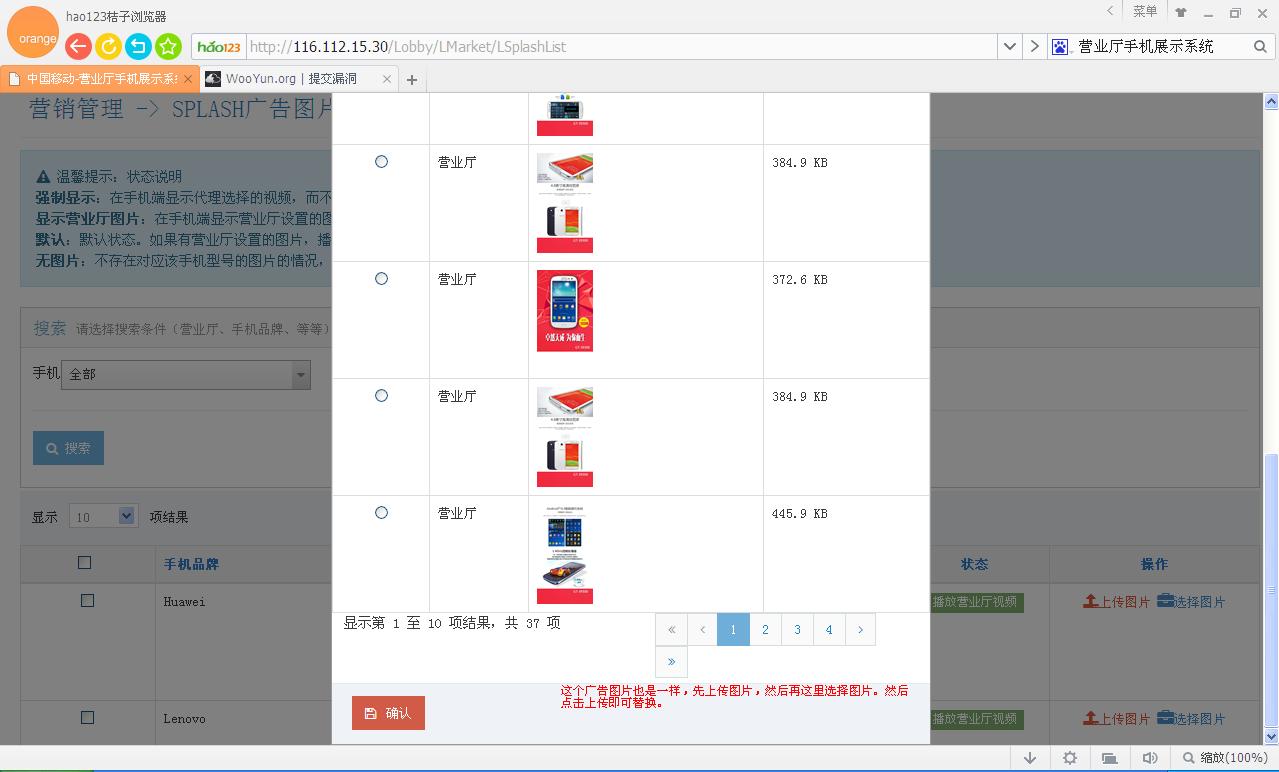 hao123桔子浏览器
菜单
orange
hao123 http://116.112.15.30/Lobby/LMarket/LSplashList
营业厅手机展示系统
中国移动-营业厅手机展示系
WooYun.org | 提交漏洞
营销管理 -> SPLASH广告图片
温馨提示：状态说明
强制显示：在手机端显示代理选择的视频，即不
显示营业厅图片：在手机端显示营业厅
默认：默认状态。如果有营业厅设置的图片，播
无图片：不存在对应该手机型号的图片的情况，
搜索 请选择搜索条件（营业厅、手机品牌、等等）
手机 全部
搜索
显示 10 项结果
手机品牌
状态
操作
Huawei
播放营业厅视频
上传图片 选择图片
Lenovo
播放营业厅视频
上传图片 选择图片
营业厅 384.9 KB
营业厅 372.6 KB
卓越天成 为你而生
营业厅 384.9 KB
营业厅 445.9 KB
显示第 1 至 10 项结果，共 37 项
« ‹ 1 2 3 4 ›
»
确认
这个广告图片也是一样，先上传图片，然后再这里选择图片。然后
点击上传即可替换。
缩放(100%)